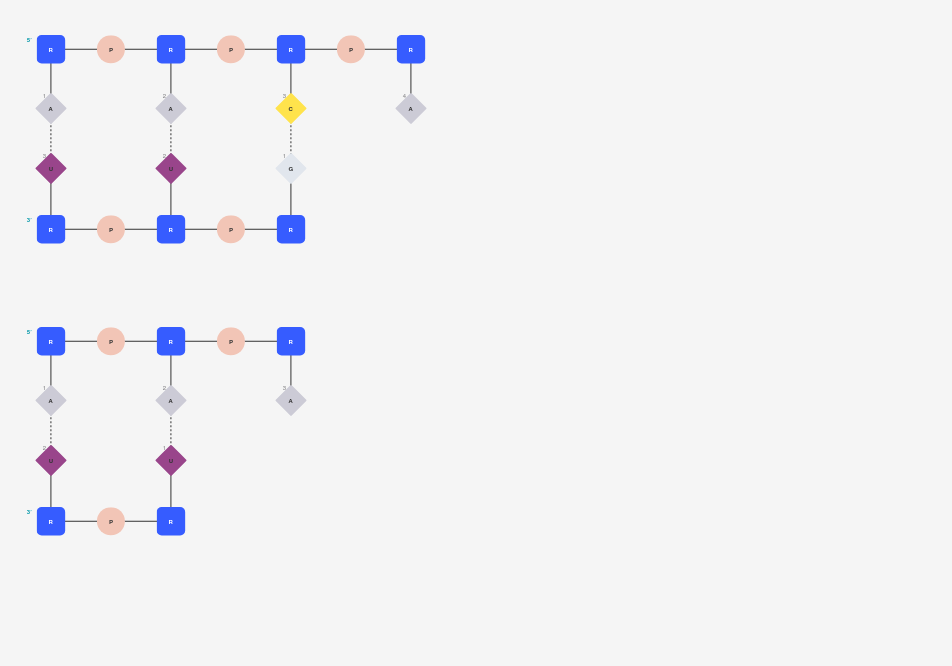 5' R P R P R P R
1 A 2 A 3 C 4 A
3 U 2 U 1 G
3' R P R P R
5' R P R P R
1 A 2 A 3 A
2 U 1 U
3' R P R